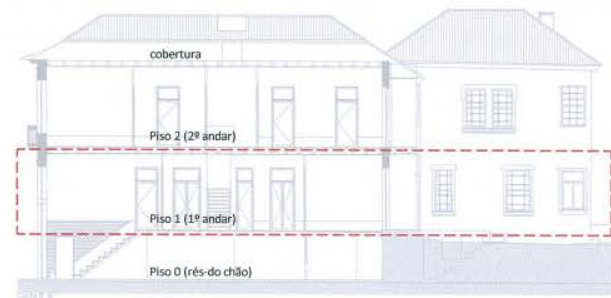 cobertura
Piso 2 (2º andar)
Piso 1 (1º andar)
Piso 0 (rés-do chão)